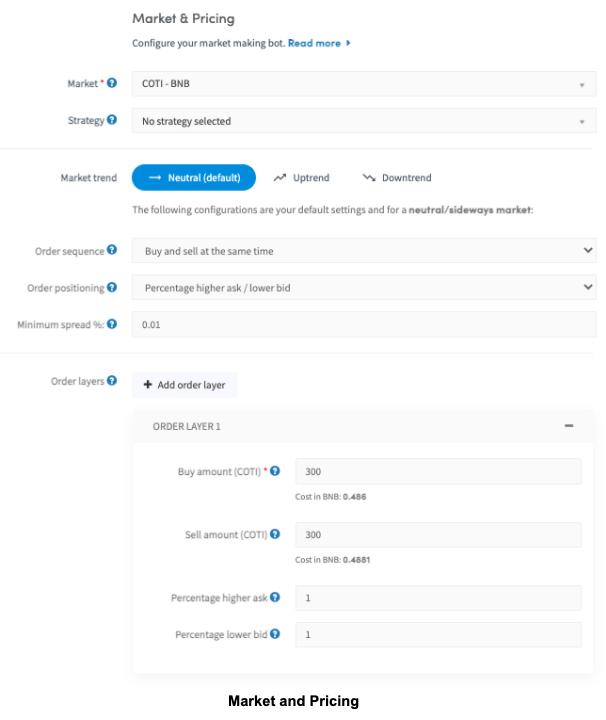 Market & Pricing
Configure your market making bot. Read more
Market * ?
COTI - BNB
Strategy ?
No strategy selected
Market trend
Neutral (default)
Uptrend
Downtrend
The following configurations are your default settings and for a neutral/sideways market:
Order sequence ?
Buy and sell at the same time
Order positioning ?
Percentage higher ask / lower bid
Minimum spread %: ?
0.01
Order layers ?
+ Add order layer
ORDER LAYER 1
Buy amount (COTI) * ?
300
Cost in BNB: 0.486
Sell amount (COTI) ?
300
Cost in BNB: 0.4881
Percentage higher ask ?
1
Percentage lower bid ?
1
Market and Pricing